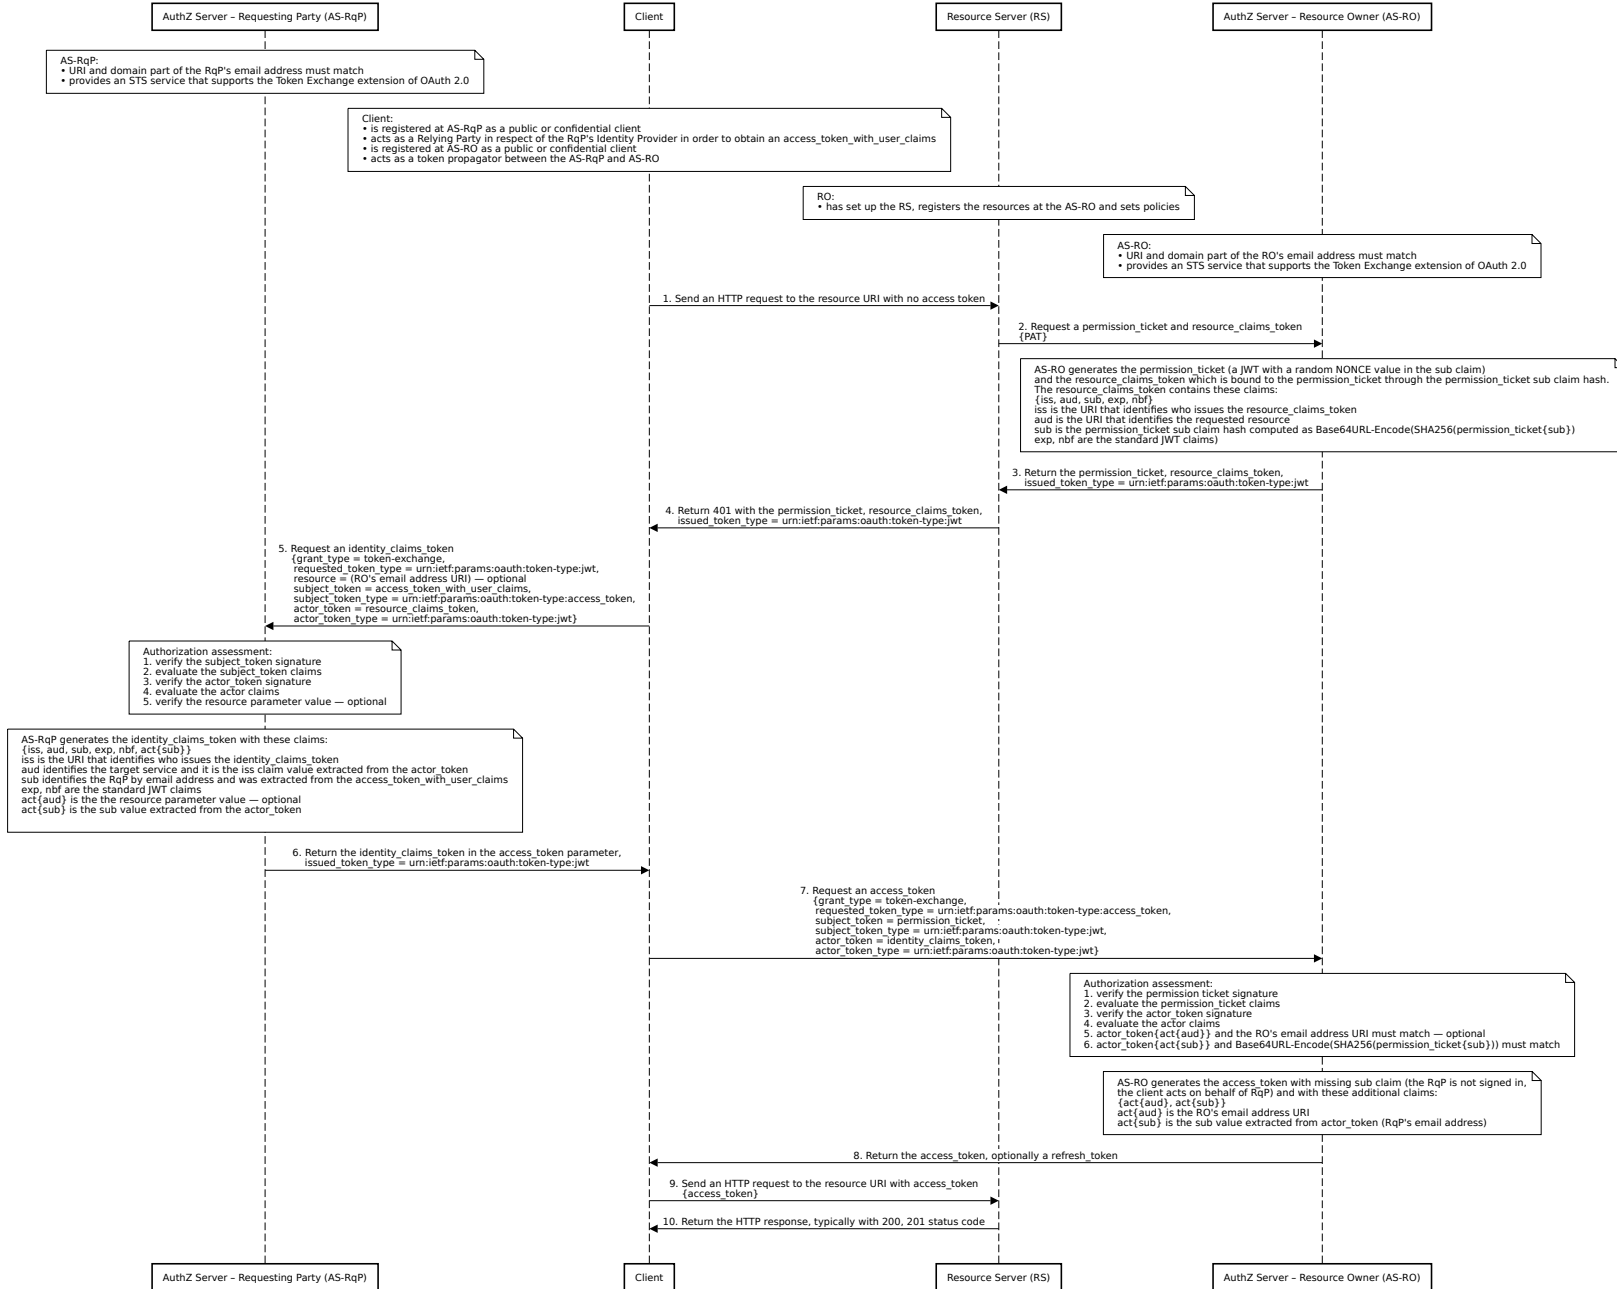 AuthZ Server – Requesting Party (AS-RqP)
Client
Resource Server (RS)
AuthZ Server – Resource Owner (AS-RO)
AS-RqP:
• URI and domain part of the RqP's email address must match
• provides an STS service that supports the Token Exchange extension of OAuth 2.0
Client:
• is registered at AS-RqP as a public or confidential client
• acts as a Relying Party in respect of the RqP's Identity Provider in order to obtain an access_token_with_user_claims
• is registered at AS-RO as a public or confidential client
• acts as a token propagator between the AS-RqP and AS-RO
RO:
• has set up the RS, registers the resources at the AS-RO and sets policies
AS-RO:
• URI and domain part of the RO's email address must match
• provides an STS service that supports the Token Exchange extension of OAuth 2.0
1. Send an HTTP request to the resource URI with no access token
2. Request a permission_ticket and resource_claims_token
{PAT}
AS-RO generates the permission_ticket (a JWT with a random NONCE value in the sub claim)
and the resource_claims_token which is bound to the permission_ticket through the permission_ticket sub claim hash.
The resource_claims_token contains these claims:
{iss, aud, sub, exp, nbf}
iss is the URI that identifies who issues the resource_claims_token
aud is the URI that identifies the requested resource
sub is the permission_ticket sub claim hash computed as Base64URL-Encode(SHA256(permission_ticket{sub})
exp, nbf are the standard JWT claims)
3. Return the permission_ticket, resource_claims_token,
issued_token_type = urn:ietf:params:oauth:token-type:jwt
4. Return 401 with the permission_ticket, resource_claims_token,
issued_token_type = urn:ietf:params:oauth:token-type:jwt
5. Request an identity_claims_token
{grant_type = token-exchange,
requested_token_type = urn:ietf:params:oauth:token-type:jwt,
resource = (RO's email address URI) — optional
subject_token = access_token_with_user_claims,
subject_token_type = urn:ietf:params:oauth:token-type:access_token,
actor_token = resource_claims_token,
actor_token_type = urn:ietf:params:oauth:token-type:jwt}
Authorization assessment:
1. verify the subject_token signature
2. evaluate the subject_token claims
3. verify the actor_token signature
4. evaluate the actor claims
5. verify the resource parameter value — optional
AS-RqP generates the identity_claims_token with these claims:
{iss, aud, sub, exp, nbf, act{sub}}
iss is the URI that identifies who issues the identity_claims_token
aud identifies the target service and it is the iss claim value extracted from the actor_token
sub identifies the RqP by email address and was extracted from the access_token_with_user_claims
exp, nbf are the standard JWT claims
act{aud} is the the resource parameter value — optional
act{sub} is the sub value extracted from the actor_token
6. Return the identity_claims_token in the access_token parameter,
issued_token_type = urn:ietf:params:oauth:token-type:jwt
7. Request an access_token
{grant_type = token-exchange,
requested_token_type = urn:ietf:params:oauth:token-type:access_token,
subject_token = permission_ticket,
subject_token_type = urn:ietf:params:oauth:token-type:jwt,
actor_token = identity_claims_token,
actor_token_type = urn:ietf:params:oauth:token-type:jwt}
Authorization assessment:
1. verify the permission ticket signature
2. evaluate the permission_ticket claims
3. verify the actor_token signature
4. evaluate the actor claims
5. actor_token{act{aud}} and the RO's email address URI must match — optional
6. actor_token{act{sub}} and Base64URL-Encode(SHA256(permission_ticket{sub})) must match
AS-RO generates the access_token with missing sub claim (the RqP is not signed in,
the client acts on behalf of RqP) and with these additional claims:
{act{aud}, act{sub}}
act{aud} is the RO's email address URI
act{sub} is the sub value extracted from actor_token (RqP's email address)
8. Return the access_token, optionally a refresh_token
9. Send an HTTP request to the resource URI with access_token
{access_token}
10. Return the HTTP response, typically with 200, 201 status code
AuthZ Server – Requesting Party (AS-RqP)
Client
Resource Server (RS)
AuthZ Server – Resource Owner (AS-RO)